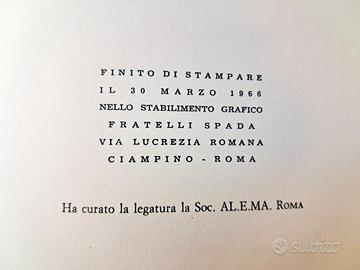 FINITO DI STAMPARE
IL 30 MARZO 1966
NELLO STABILIMENTO GRAFICO
FRATELLI SPADA
VIA LUCREZIA ROMANA
CIAMPINO - ROMA
Ha curato la legatura la Soc. AL.E.MA. ROMA
subito